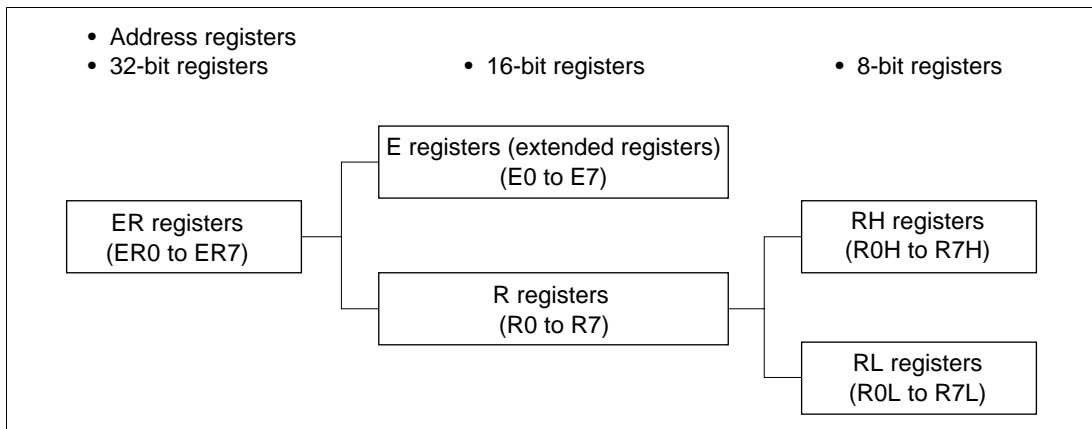 • Address registers
• 32-bit registers
• 16-bit registers
• 8-bit registers
E registers (extended registers)
(E0 to E7)
ER registers
(ER0 to ER7)
RH registers
(R0H to R7H)
R registers
(R0 to R7)
RL registers
(R0L to R7L)